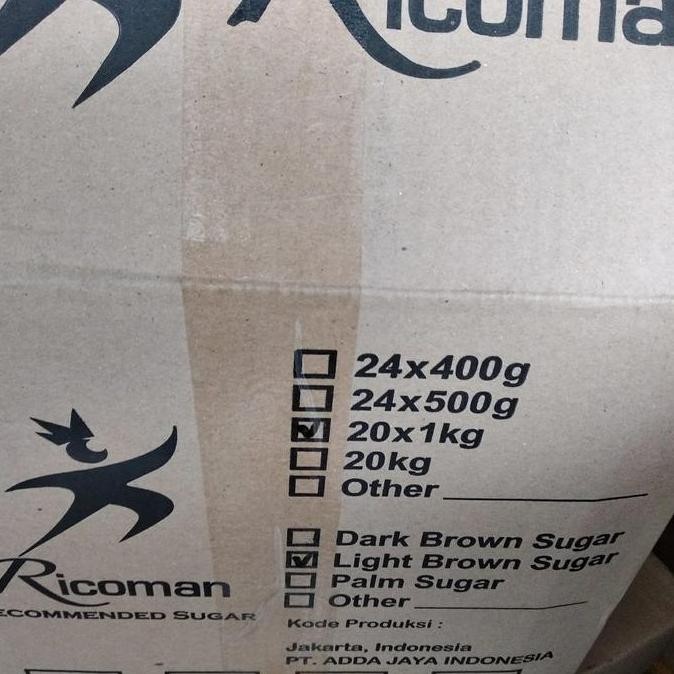 Ricoma
24x400g
24x500g
20x1kg
20kg
Other
Dark Brown Sugar
Light Brown Sugar
Palm Sugar
Other
Ricoman
ECOMMENDED SUGAR
Kode Produksi :
Jakarta, Indonesia
PT. ADDA JAYA INDONESIA